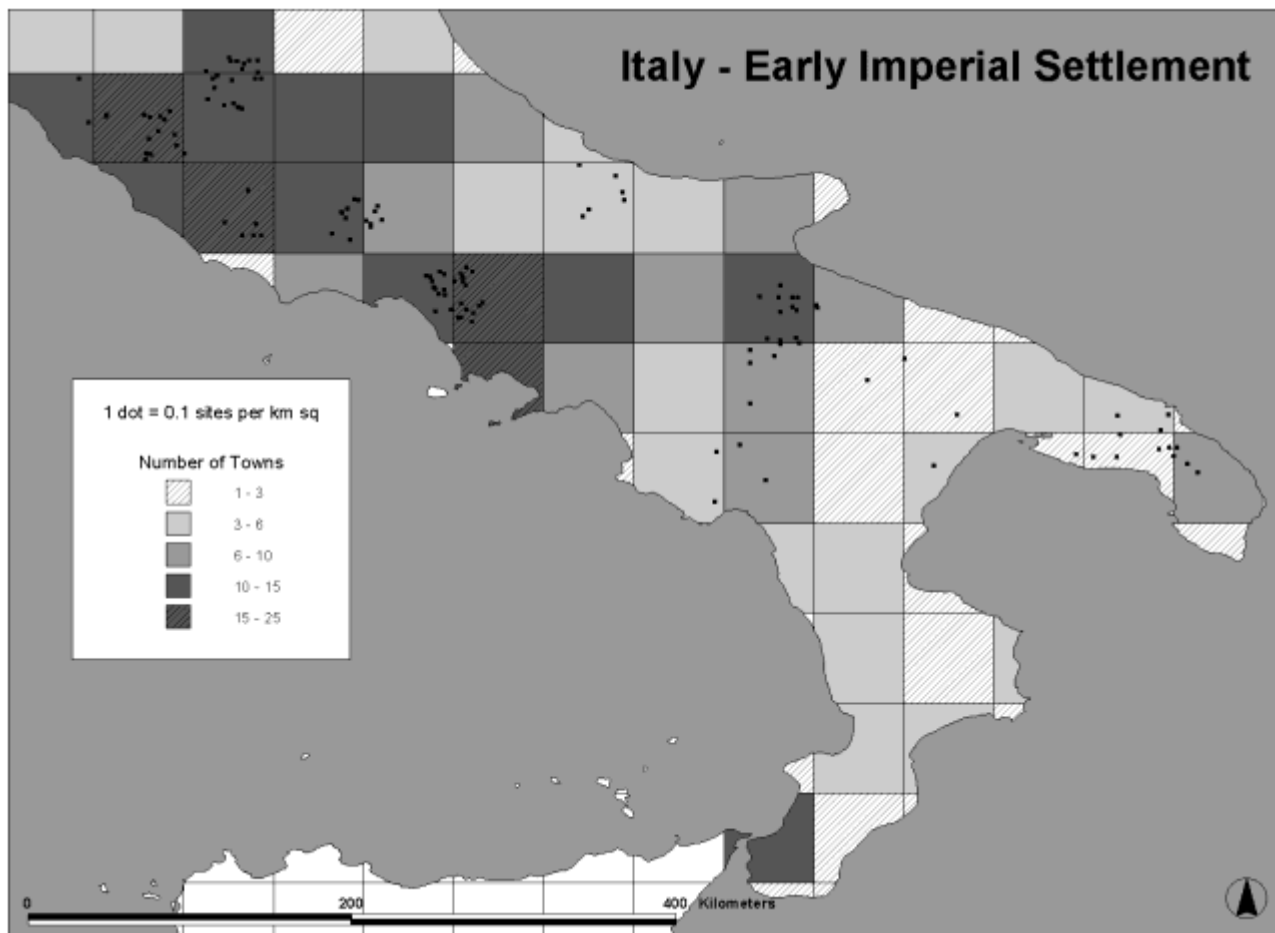 Italy - Early Imperial Settlement
1 dot = 0.1 sites per km sq
Number of Towns
1 - 3
3 - 6
6 - 10
10 - 15
15 - 25
0 200 400 Kilometers